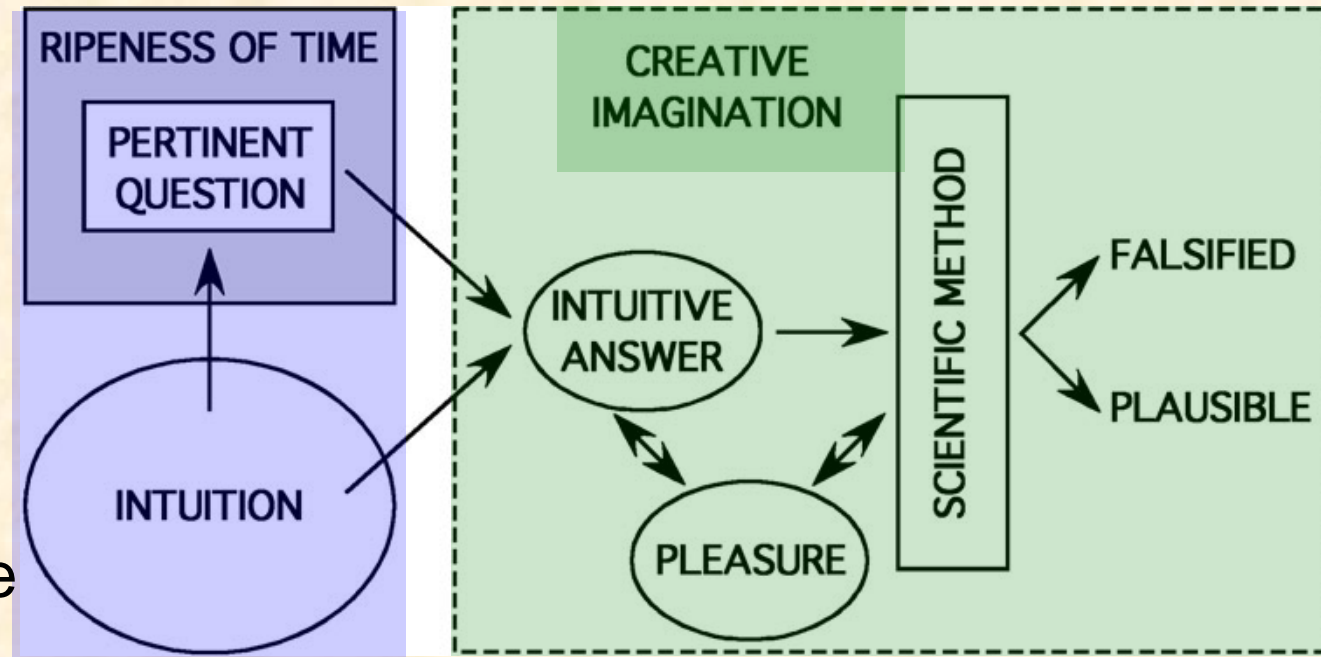 RIPENESS OF TIME
PERTINENT
QUESTION
INTUITION
e
CREATIVE
IMAGINATION
INTUITIVE
ANSWER
PLEASURE
SCIENTIFIC METHOD
FALSIFIED
PLAUSIBLE